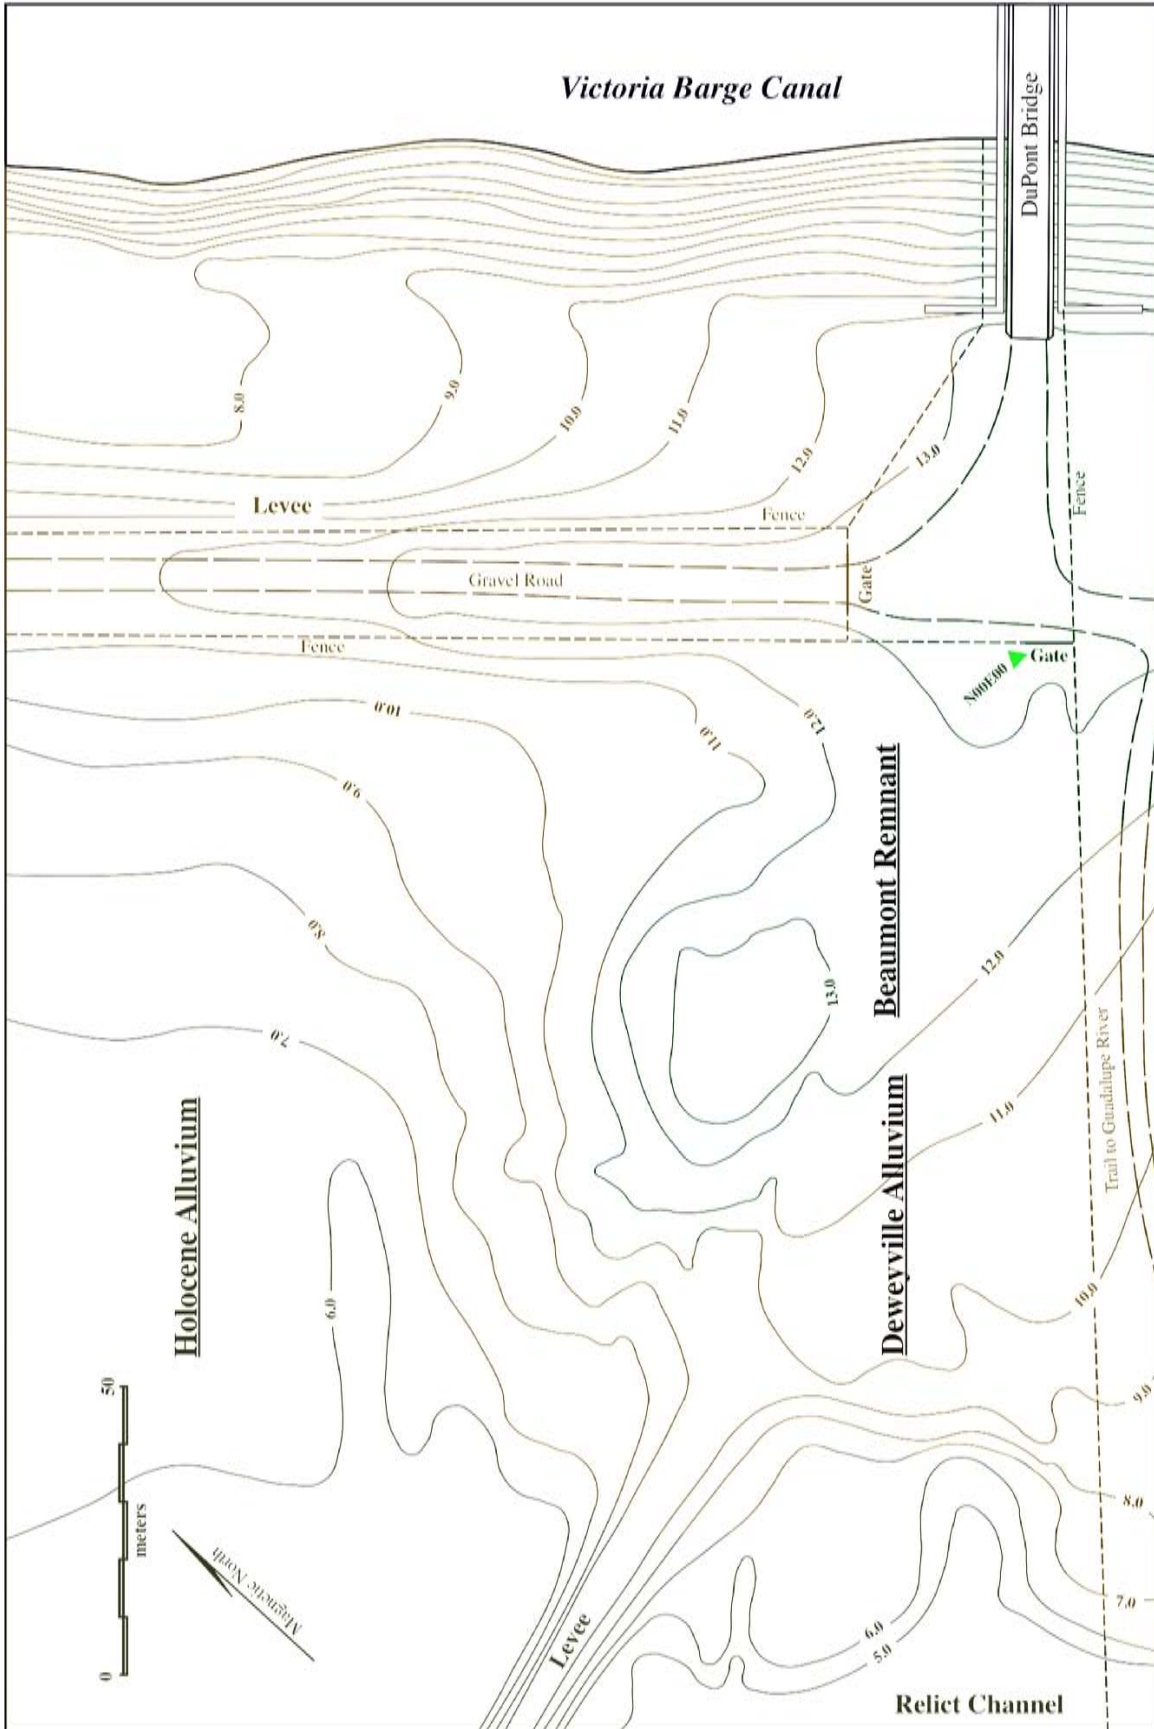 Victoria Barge Canal
DuPont Bridge
8.0
9.0
10.0
11.0
12.0
13.0
Fence
Levee
Fence
Gravel Road
Gate
Fence
Gate
N00E00
10.0
11.0
12.0
9.0
Beaumont Remnant
8.0
12.0
13.0
7.0
Trail to Guadalupe River
11.0
Holocene Alluvium
Deweyville Alluvium
6.0
10.0
50
9.0
8.0
meters
Magnetic North
7.0
6.0
Levee
5.0
0
Relict Channel